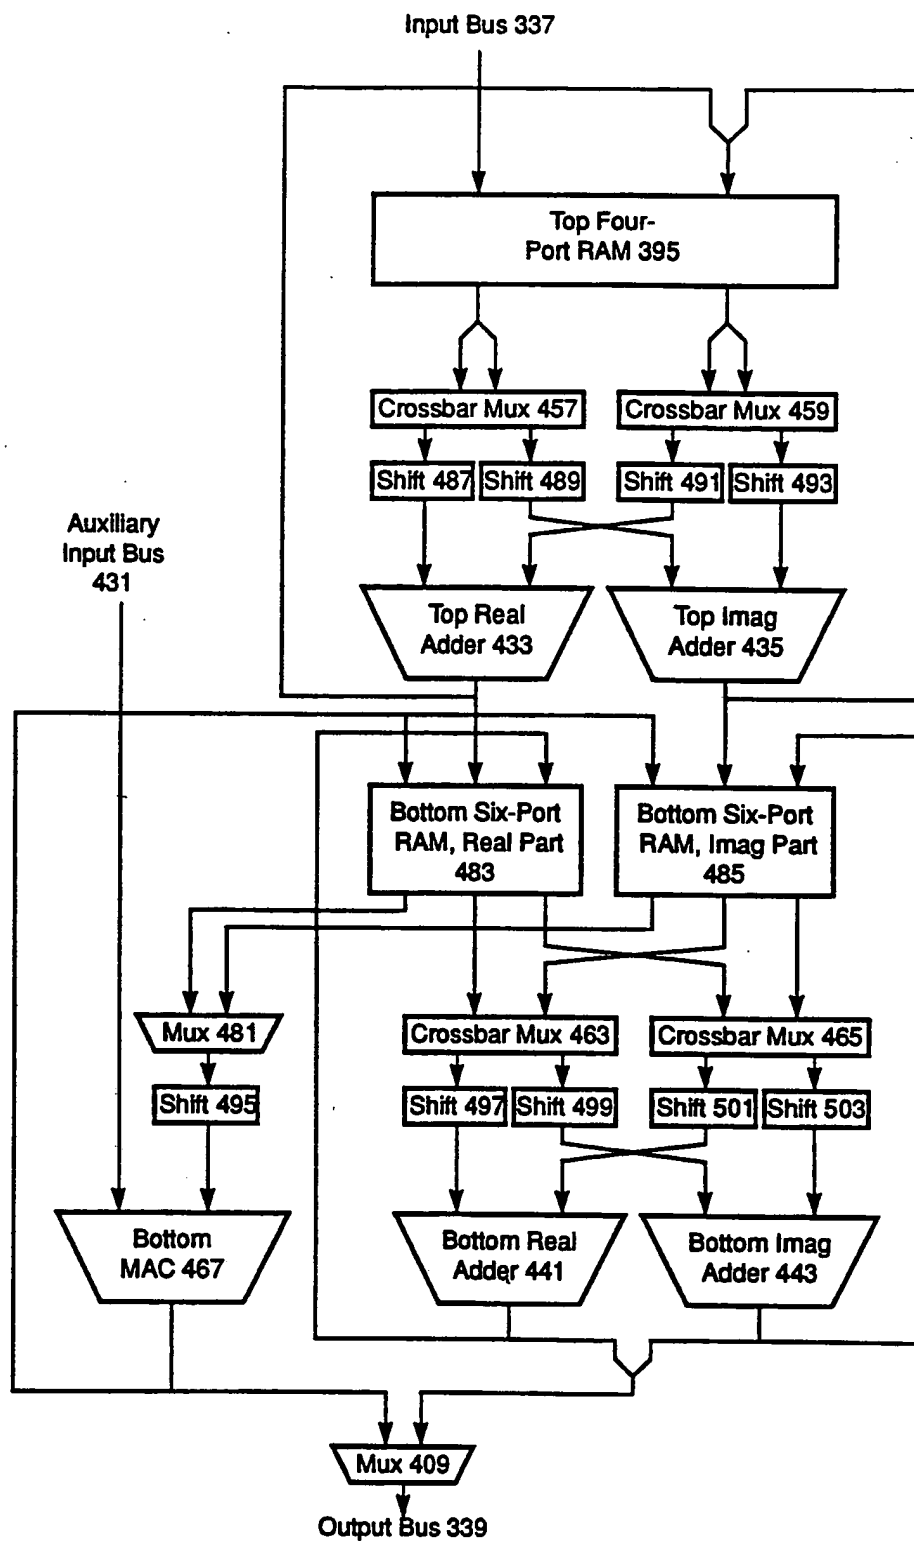 Input Bus 337
Top Four-
Port RAM 395
Crossbar Mux 457
Crossbar Mux 459
Shift 487
Shift 489
Shift 491
Shift 493
Auxiliary
Input Bus
431
Top Real
Adder 433
Top Imag
Adder 435
Bottom Six-Port
RAM, Real Part
483
Bottom Six-Port
RAM, Imag Part
485
Mux 481
Crossbar Mux 463
Crossbar Mux 465
Shift 495
Shift 497
Shift 499
Shift 501
Shift 503
Bottom
MAC 467
Bottom Real
Adder 441
Bottom Imag
Adder 443
Mux 409
Output Bus 339